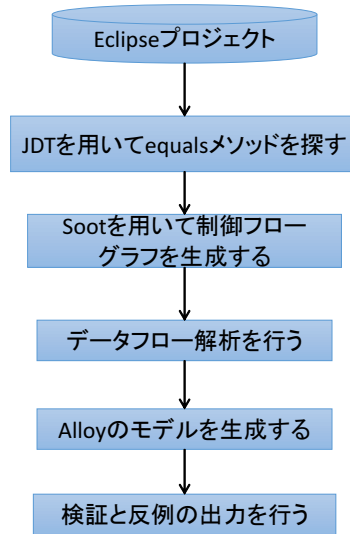 Eclipseプロジェクト
JDTを用いてequalsメソッドを探す
Sootを用いて制御フロー
グラフを生成する
データフロー解析を行う
Alloyのモデルを生成する
検証と反例の出力を行う